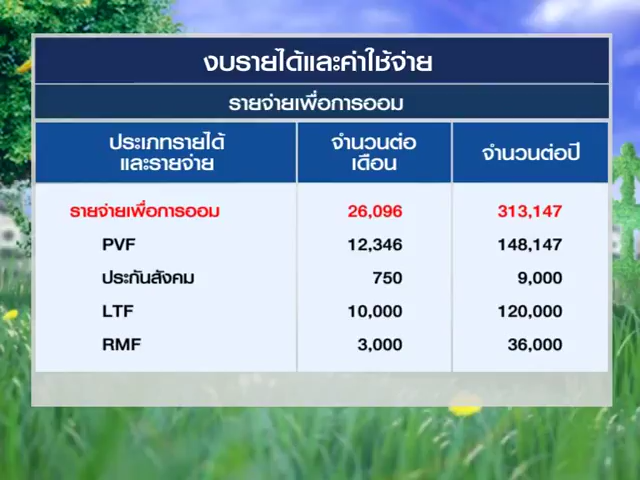 งบรายได้และค่าใช้จ่าย
รายจ่ายเพื่อการออม
ประเภทรายได้และรายจ่าย จำนวนต่อเดือน จำนวนต่อปี
รายจ่ายเพื่อการออม 26,096 313,147
PVF 12,346 148,147
ประกันสังคม 750 9,000
LTF 10,000 120,000
RMF 3,000 36,000